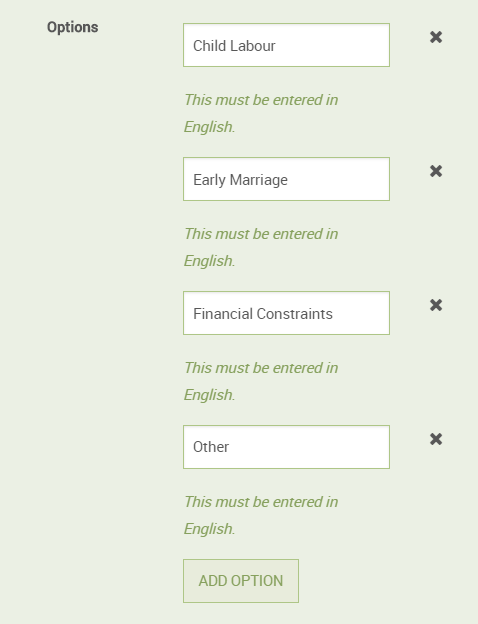 Options
Child Labour
This must be entered in
English.
Early Marriage
This must be entered in
English.
Financial Constraints
This must be entered in
English.
Other
This must be entered in
English.
ADD OPTION